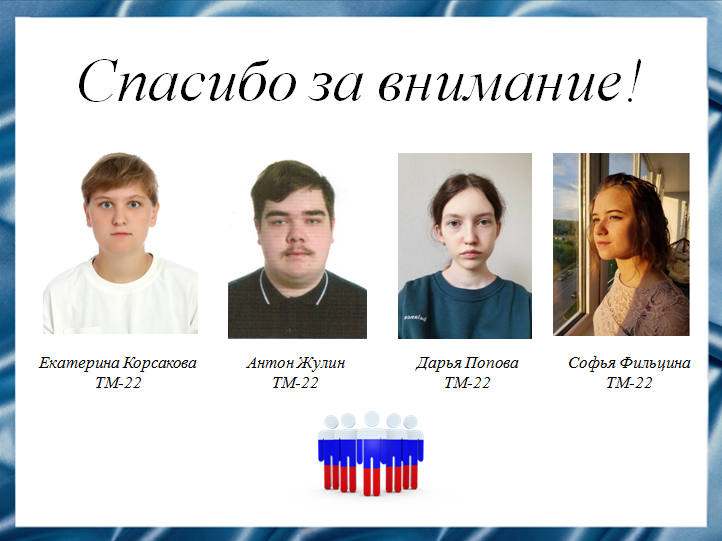 Спасибо за внимание!
Екатерина Корсакова
ТМ-22
Антон Жулин
ТМ-22
Дарья Попова
ТМ-22
Софья Фильцина
ТМ-22